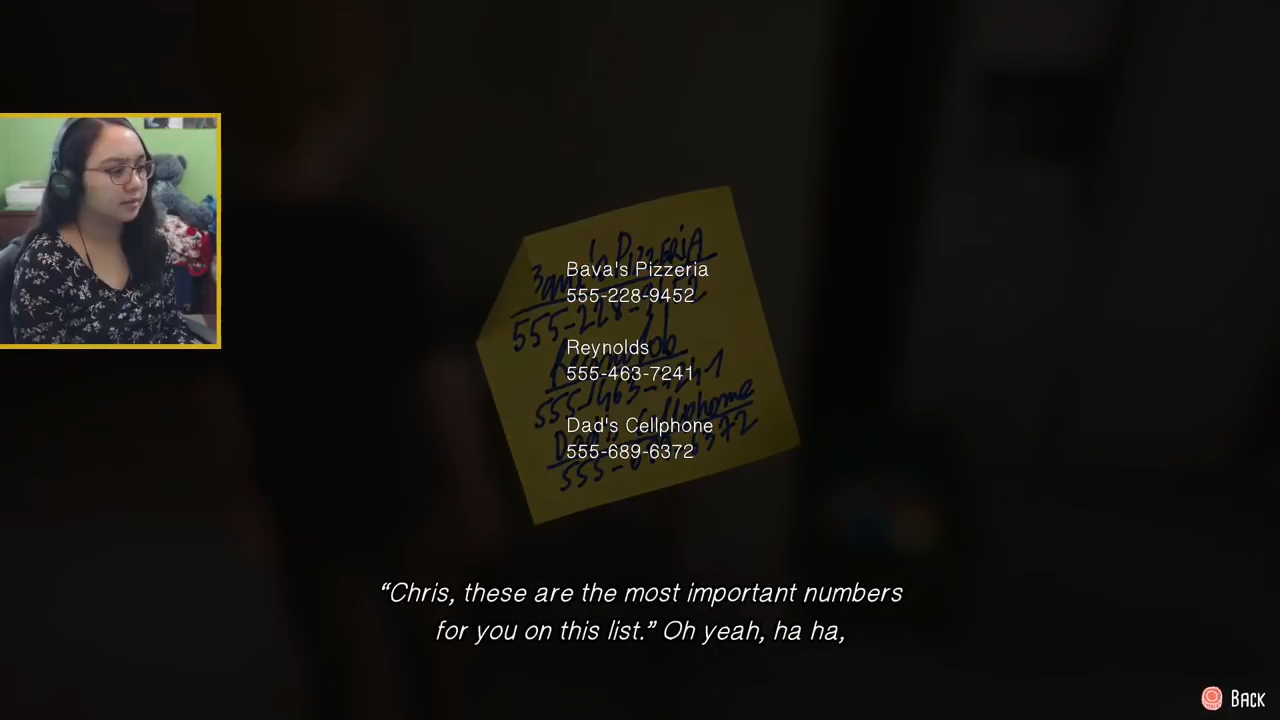 Bava's Pizzeria
555-228-9452
Reynolds
555-463-7241
Dad's Cellphone
555-689-6372
“Chris, these are the most important numbers
for you on this list.” Oh yeah, ha ha,
BACK